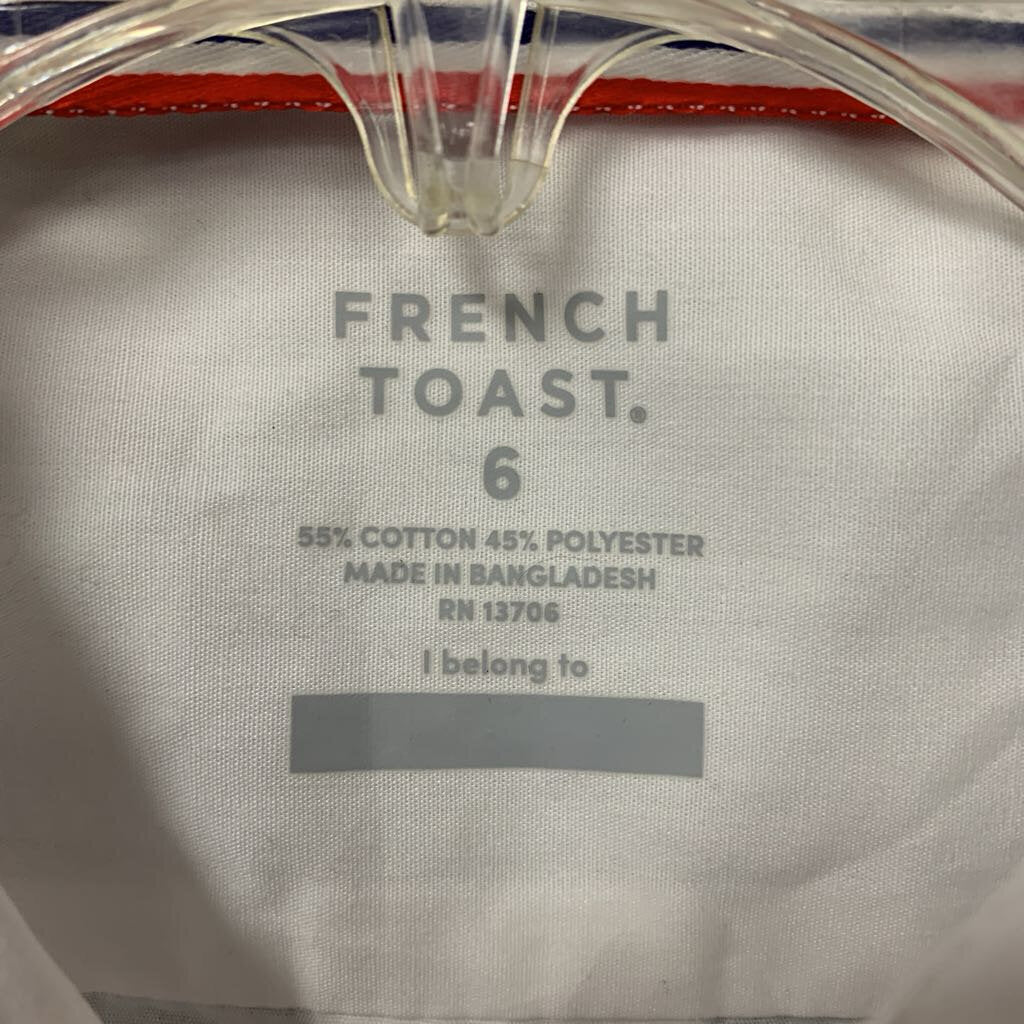 FRENCH
TOAST®
6
55% COTTON 45% POLYESTER
MADE IN BANGLADESH
RN 13706
I belong to